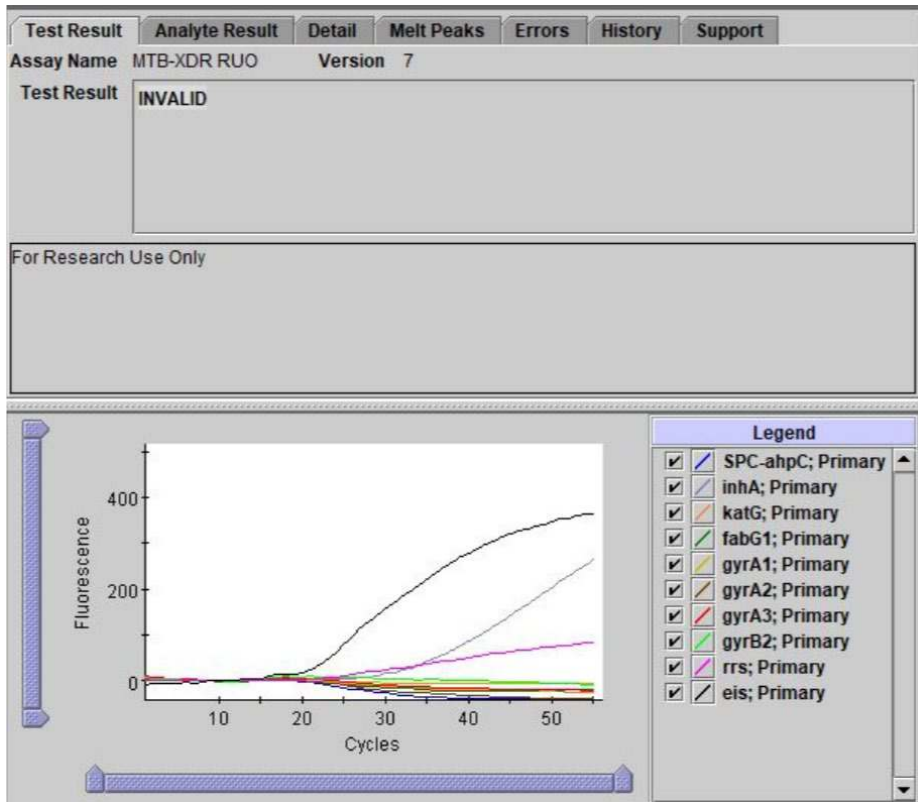 Test Result Analyte Result Detail Melt Peaks Errors History Support
Assay Name MTB-XDR RUO Version 7
Test Result INVALID
For Research Use Only
Fluorescence
400
200
0
10 20 30 40 50
Cycles
Legend
SPC-ahpC; Primary
inhA; Primary
katG; Primary
fabG1; Primary
gyrA1; Primary
gyrA2; Primary
gyrA3; Primary
gyrB2; Primary
rrs; Primary
eis; Primary